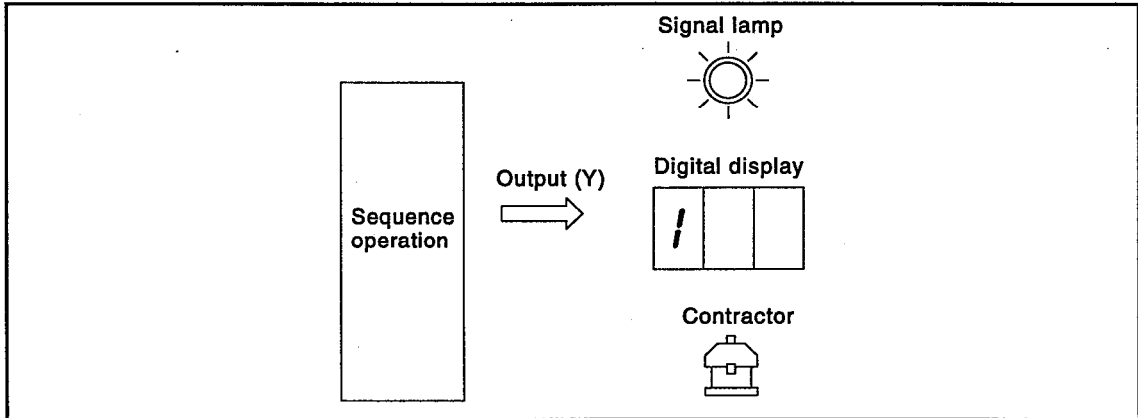 Signal lamp
Digital display
Output (Y)
Sequence
operation
1
Contractor